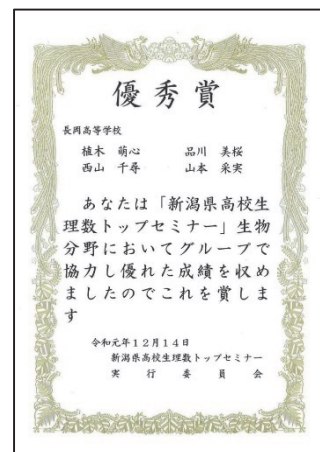 優秀賞
長岡高等学校
植木 萌心 品川 美桜
西山 千尋 山本 采実
あなたは「新潟県高校生
理数トップセミナー」生物
分野においてグループで
協力し優れた成績を収め
ましたのでこれを賞しま
す
令和元年12月14日
新潟県高校生理数トップセミナー
実行委員会